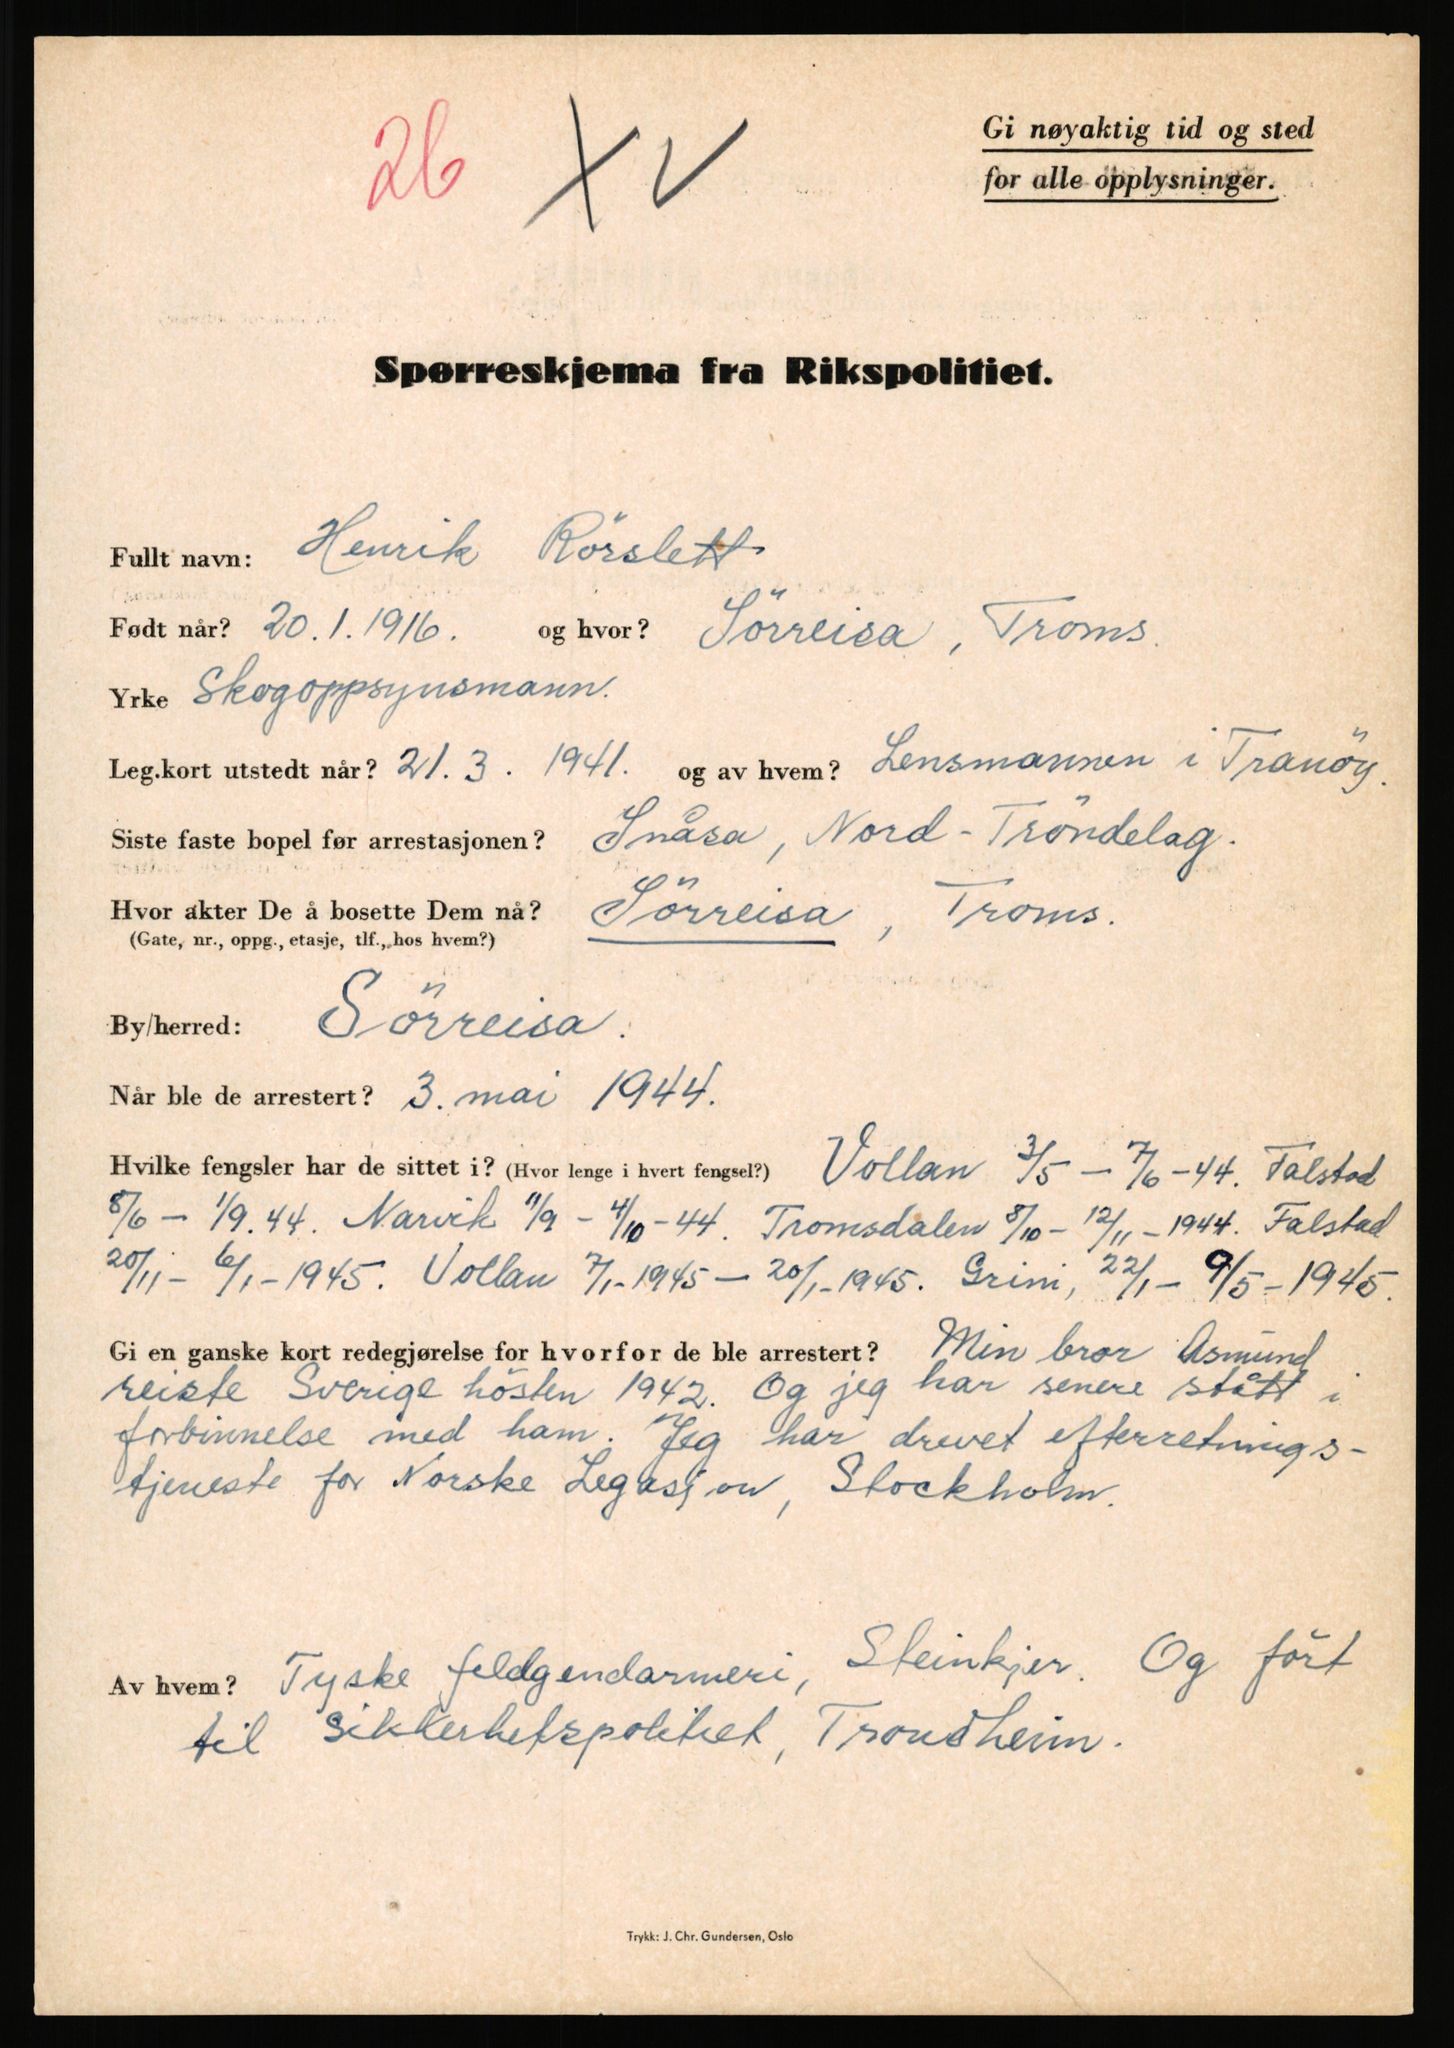 26 XV
Gi nøyaktig tid og sted
for alle opplysninger.
Spørreskjema fra Rikspolitiet.
Fullt navn: Henrik Rörslett
Født når? 20.1.1916. og hvor? Sörreisa, Troms.
Yrke Skogoppsynsmann.
Leg.kort utstedt når? 21.3. 1941. og av hvem? Lensmannen i Tranöy.
Siste faste bopel før arrestasjonen? Snåsa, Nord-Tröndelag.
Hvor akter De å bosette Dem nå? Sörreisa, Troms.
(Gate, nr., oppg., etasje, tlf., hos hvem?)
By/herred: Sörreisa.
Når ble de arrestert? 3. mai 1944.
Hvilke fengsler har de sittet i? (Hvor lenge i hvert fengsel?) Vollan 3/5 - 7/6 - 44. Falstad
8/6 - 1/9. 44. Narvik 11/9 - 4/10 - 44. Tromsdalen 8/10 - 12/11 - 1944. Falstad
20/11 - 6/1 - 1945. Vollan 7/1 - 1945 - 20/1 - 1945. Grini, 22/1 - 9/5 - 1945.
Gi en ganske kort redegjørelse for hvorfor de ble arrestert? Min bror Asmund
reiste Sverige hösten 1942. Og jeg har senere stått i
forbinnelse med ham. Jeg har drevet efterretnings-
tjeneste for Norske Legasjon, Stockholm.
Av hvem? Tyske feldgendarmeri, Steinkjer. Og fört
til sikkerhetspolitiet, Trondheim.
Trykk: J. Chr. Gundersen, Oslo